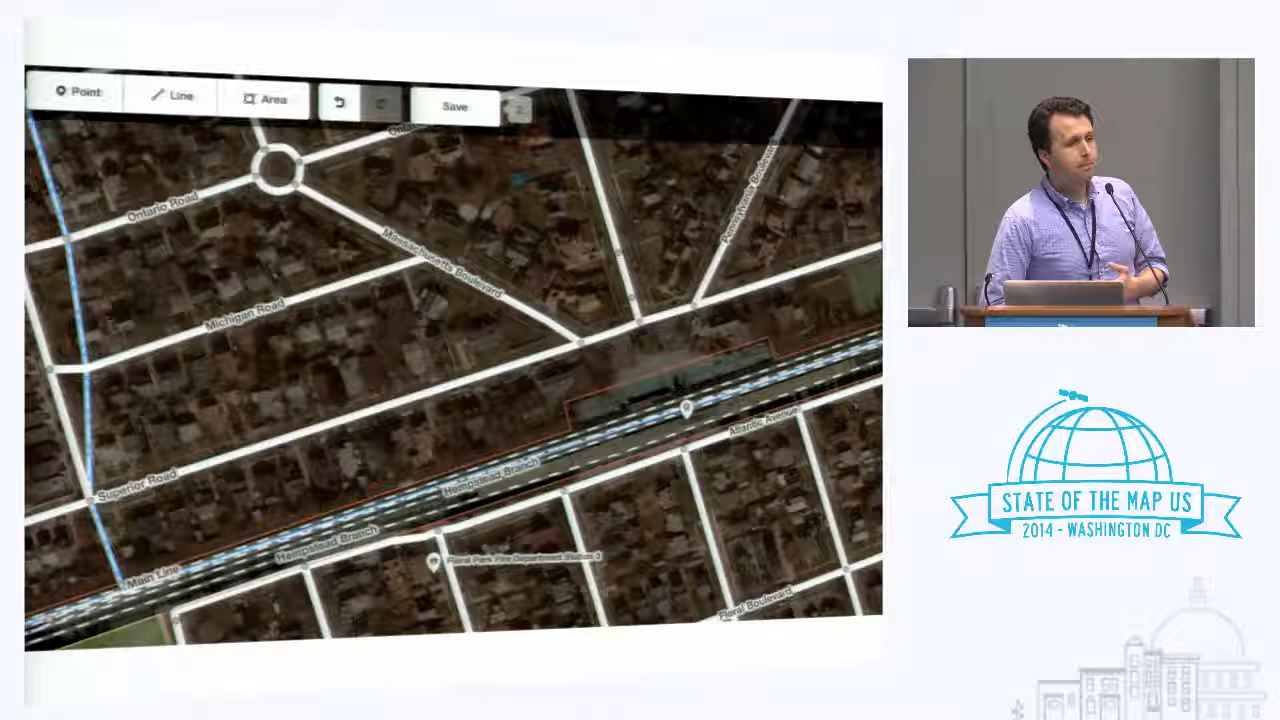 Point
Line
Area
Save
2
Ontario Road
Massachusetts Boulevard
Pennsylvania Boulevard
Michigan Road
Superior Road
Atlantic Avenue
Hempstead Branch
Hempstead Branch
Main Line
Floral Park Fire Department Station 3
Floral Boulevard
STATE OF THE MAP US
2014 - WASHINGTON DC